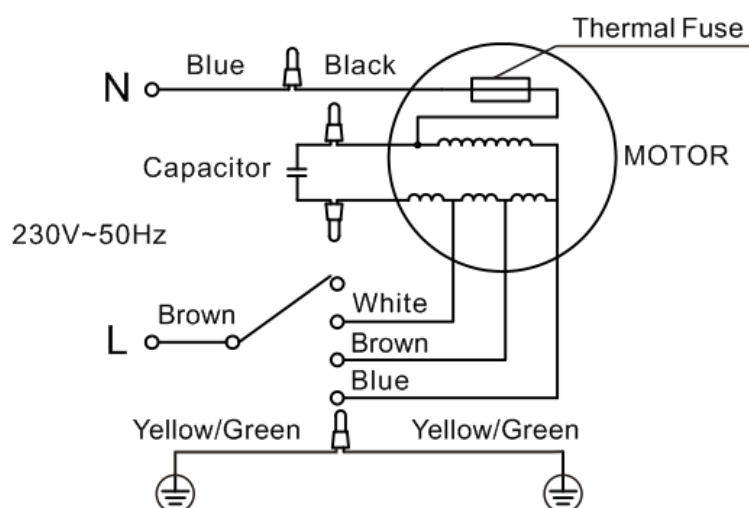 Thermal Fuse
N
Blue
Black
Capacitor
MOTOR
230V~50Hz
White
Brown
L
Brown
Blue
Yellow/Green
Yellow/Green